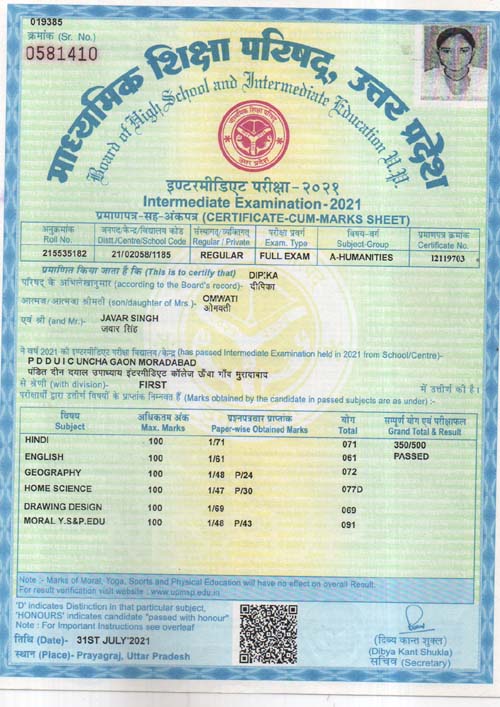 019385
क्रमांक (Sr. No.)
0581410
माध्यमिक शिक्षा परिषद्, उत्तर प्रदेश
Board of High School and Intermediate Education U.P.
माध्यमिक शिक्षा परिषद्
उत्तर प्रदेश
इण्टरमीडिएट परीक्षा-२०२१
Intermediate Examination-2021
प्रमाणपत्र-सह-अंकपत्र (CERTIFICATE-CUM-MARKS SHEET)
अनुक्रमांक जनपद/केन्द्र/विद्यालय कोड संस्थागत/व्यक्तिगत परीक्षा प्रवर्ग विषय-वर्ग प्रमाणपत्र क्रमांक
Roll No. Distt./Centre/School Code Regular / Private Exam. Type Subject-Group Certificate No.
215535182 21/02058/1185 REGULAR FULL EXAM A-HUMANITIES 12119703
प्रमाणित किया जाता है कि (This is to certify that) DIPIKA
परिषद के अभिलेखानुसार (according to the Board's record)- दीपिका
आत्मज/आत्मजा श्रीमती (son/daughter of Mrs.)- OMWATI
ओमवती
एवं श्री (and Mr.)- JAVAR SINGH
जवार सिंह
ने वर्ष 2021 की इण्टरमीडिएट परीक्षा विद्यालय/केन्द्र (has passed Intermediate Examination held in 2021 from School/Centre)-
P D D U I C UNCHA GAON MORADABAD
पंडित दीन दयाल उपाध्याय इंटरमीडिएट कॉलेज ऊँचा गाँव मुरादाबाद
से श्रेणी (with division)- FIRST में उत्तीर्ण की है।
परीक्षार्थी द्वारा उत्तीर्ण विषयों के प्राप्तांक निम्नवत हैं (Marks obtained by the candidate in passed subjects are as under) :-
विषय अधिकतम अंक प्रश्नपत्रवार प्राप्तांक योग सम्पूर्ण योग एवं परीक्षाफल
Subject Max. Marks Paper-wise Obtained Marks Total Grand Total & Result
HINDI 100 1/71 071 350/500
ENGLISH 100 1/61 061 PASSED
GEOGRAPHY 100 1/48 P/24 072
HOME SCIENCE 100 1/47 P/30 077D
DRAWING DESIGN 100 1/69 069
MORAL Y.S&P.EDU 100 1/48 P/43 091
Note :- Marks of Moral, Yoga, Sports and Physical Education will have no effect on overall Result.
For result verification visit website : www.upmsp.edu.in
'D' indicates Distinction in that particular subject,
'HONOURS' indicates candidate "passed with honour"
Note : For Important Instructions see overleaf
तिथि (Date)- 31ST JULY'2021
स्थान (Place)- Prayagraj, Uttar Pradesh
(दिव्य कान्त शुक्ल)
(Dibya Kant Shukla)
सचिव (Secretary)